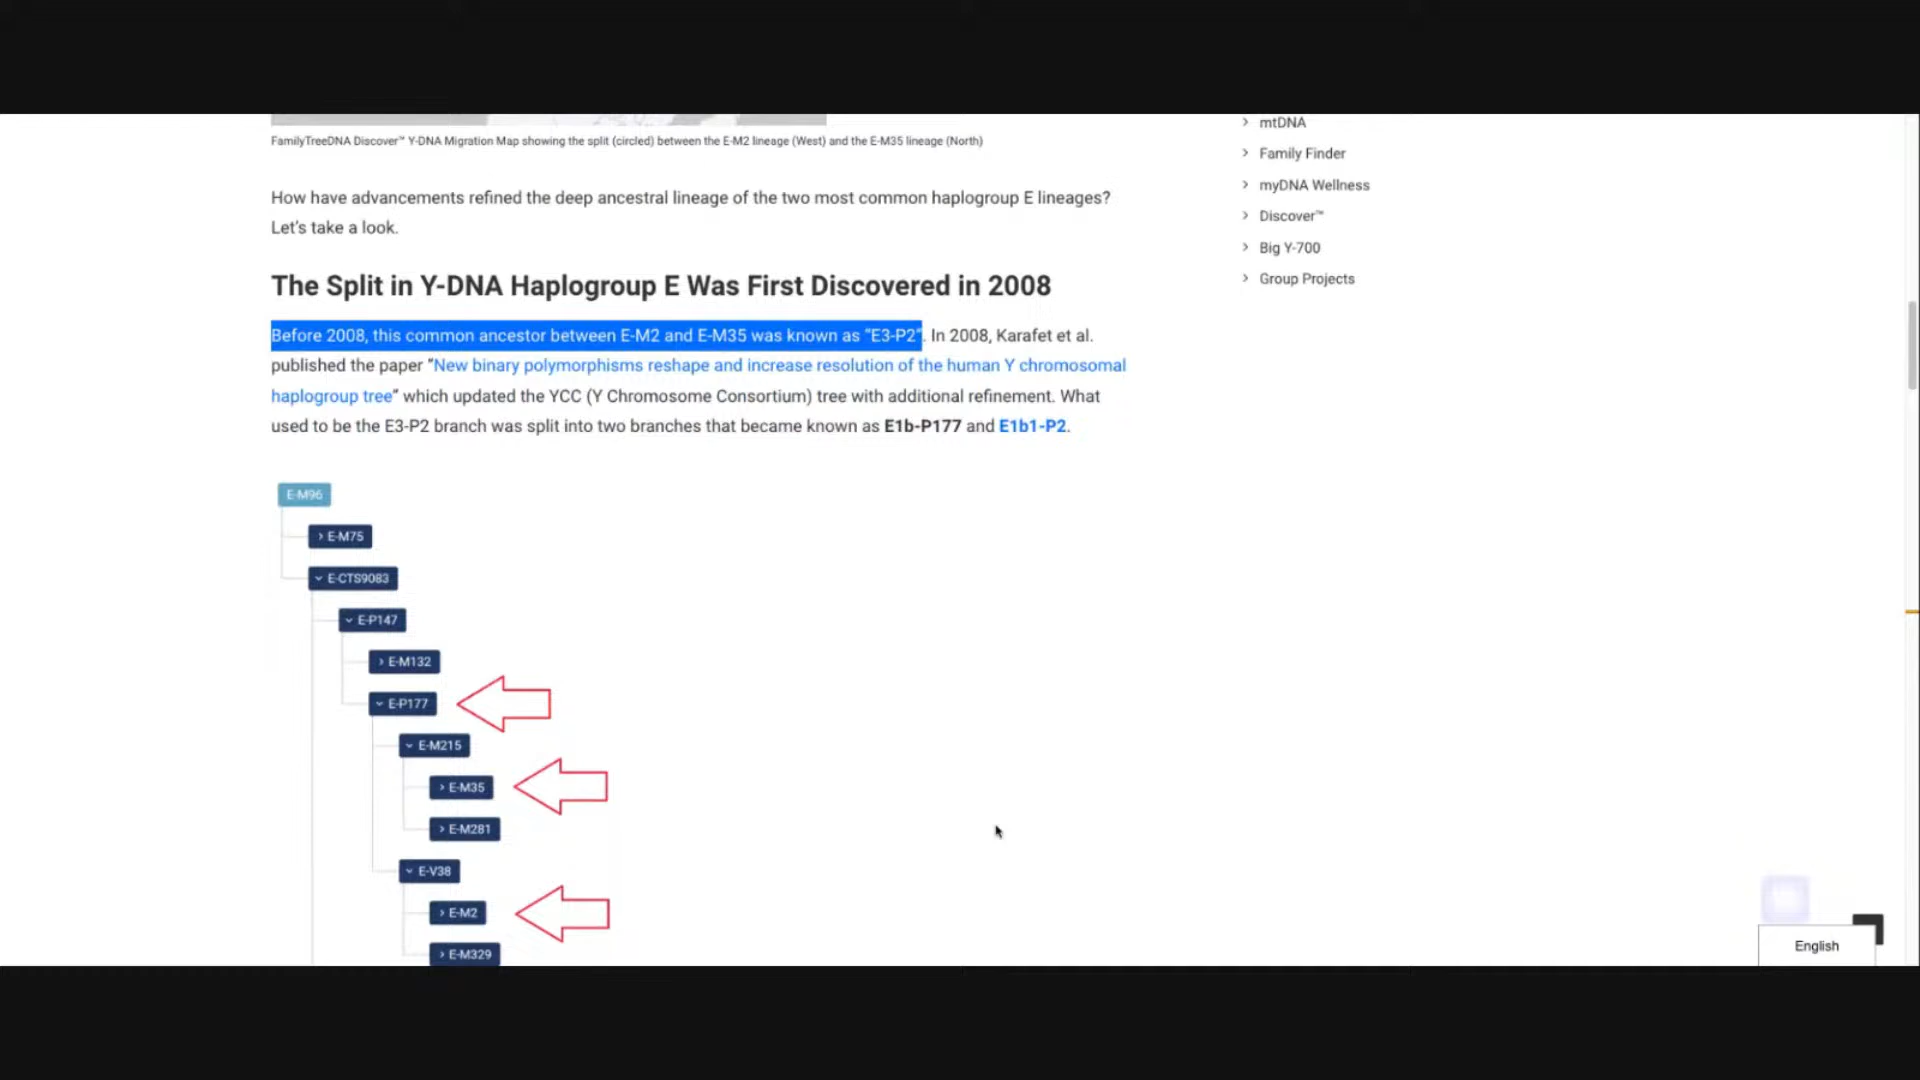 FamilyTreeDNA Discover™ Y-DNA Migration Map showing the split (circled) between the E-M2 lineage (West) and the E-M35 lineage (North)
How have advancements refined the deep ancestral lineage of the two most common haplogroup E lineages?
Let’s take a look.
The Split in Y-DNA Haplogroup E Was First Discovered in 2008
Before 2008, this common ancestor between E-M2 and E-M35 was known as “E3-P2”. In 2008, Karafet et al.
published the paper “New binary polymorphisms reshape and increase resolution of the human Y chromosomal
haplogroup tree” which updated the YCC (Y Chromosome Consortium) tree with additional refinement. What
used to be the E3-P2 branch was split into two branches that became known as E1b-P177 and E1b1-P2.
E-M96
E-M75
E-CTS9083
E-P147
E-M132
E-P177
E-M215
E-M35
E-M281
E-V38
E-M2
E-M329
mtDNA
Family Finder
myDNA Wellness
Discover™
Big Y-700
Group Projects
English